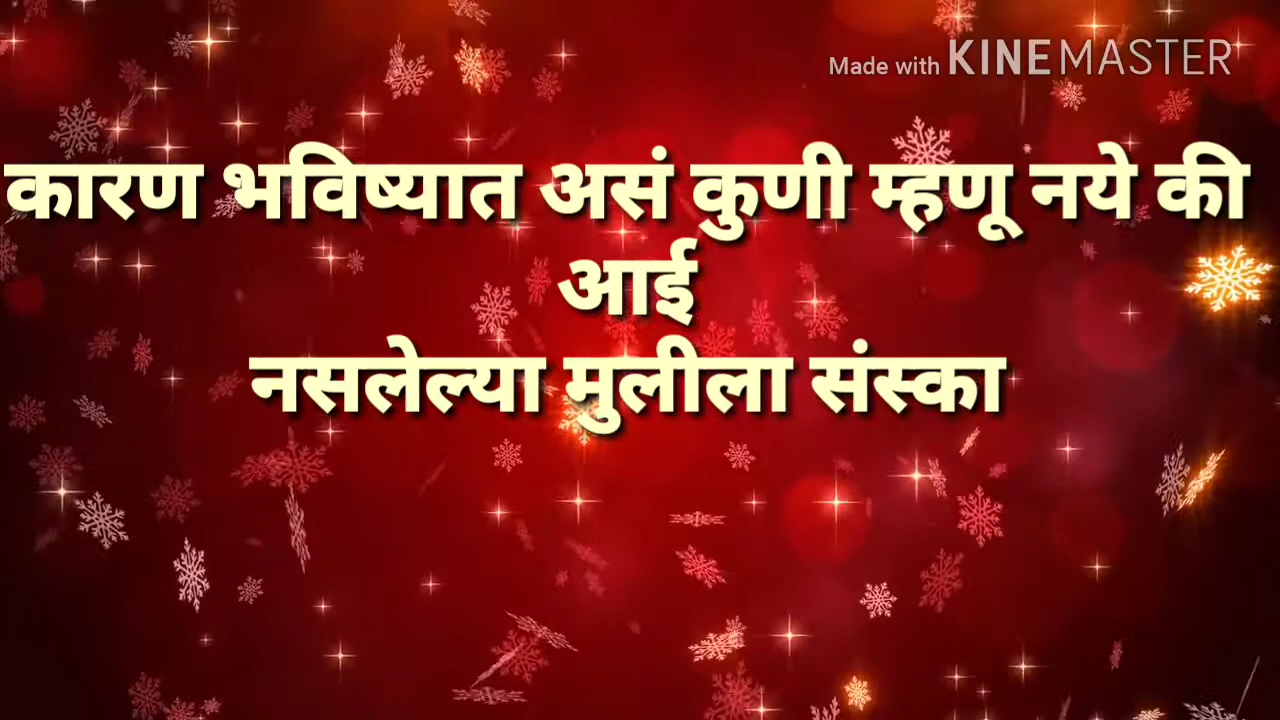 Made with KINEMASTER
कारण भविष्यात असं कुणी म्हणू नये की
आई
नसलेल्या मुलीला संस्का